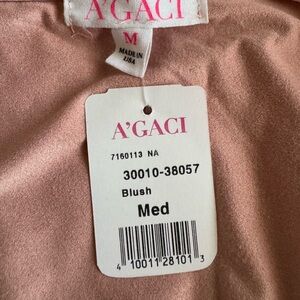 A'GACI
M
MADE IN
USA
A'GACI
7160113 NA
30010-38057
Blush
Med
4 10011 28101 3